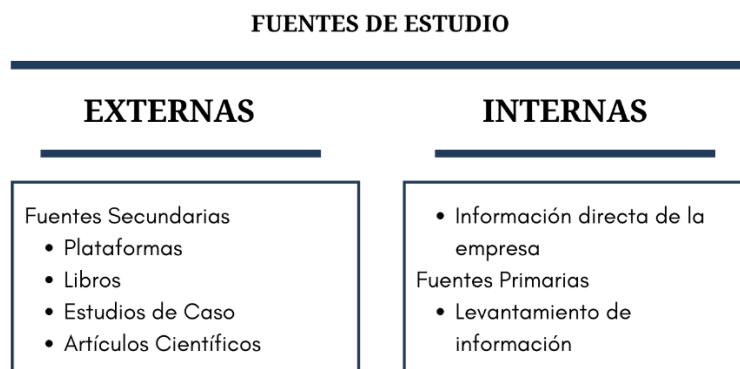 FUENTES DE ESTUDIO
EXTERNAS
Fuentes Secundarias
• Plataformas
• Libros
• Estudios de Caso
• Artículos Científicos
INTERNAS
• Información directa de la
empresa
Fuentes Primarias
• Levantamiento de
información